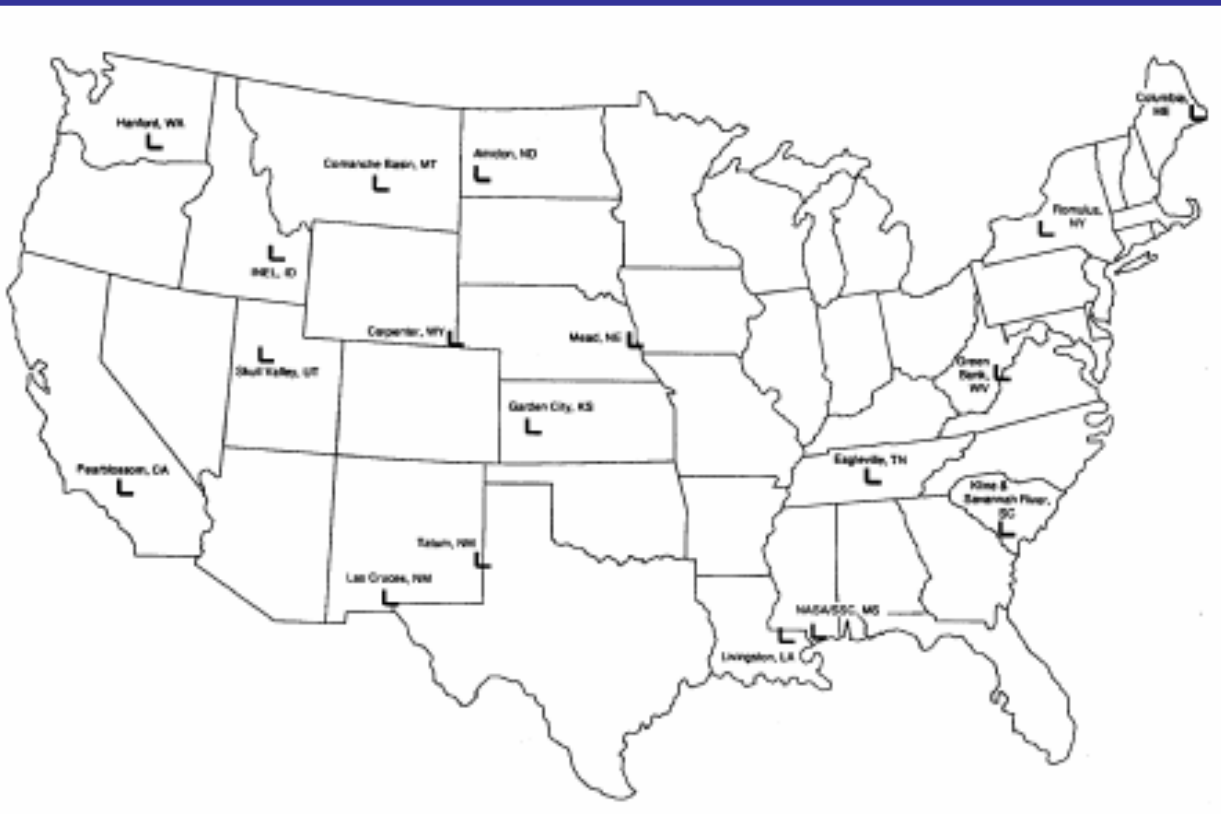 Hanford, WA
Columbia,
ME
Comanche Basin, MT
Amidon, ND
Romulus,
NY
INEL, ID
Carpenter, WY
Mead, NE
Skull Valley, UT
Green
Bank,
WV
Garden City, KS
Pearblossom, CA
Eagleville, TN
Kline &
Savannah River,
SC
Tatum, NM
Las Cruces, NM
NASA/SSC, MS
Livingston, LA